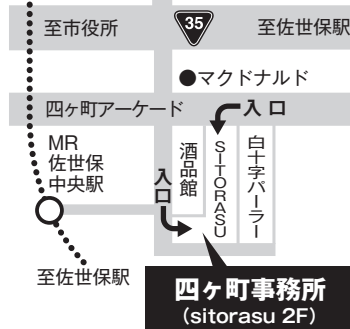 至市役所
35
至佐世保駅
●マクドナルド
四ヶ町アーケード
入口
MR
佐世保
中央駅
入口
酒品館
SITORASU
白十字パーラー
至佐世保駅
四ヶ町事務所
(sitorasu 2F)